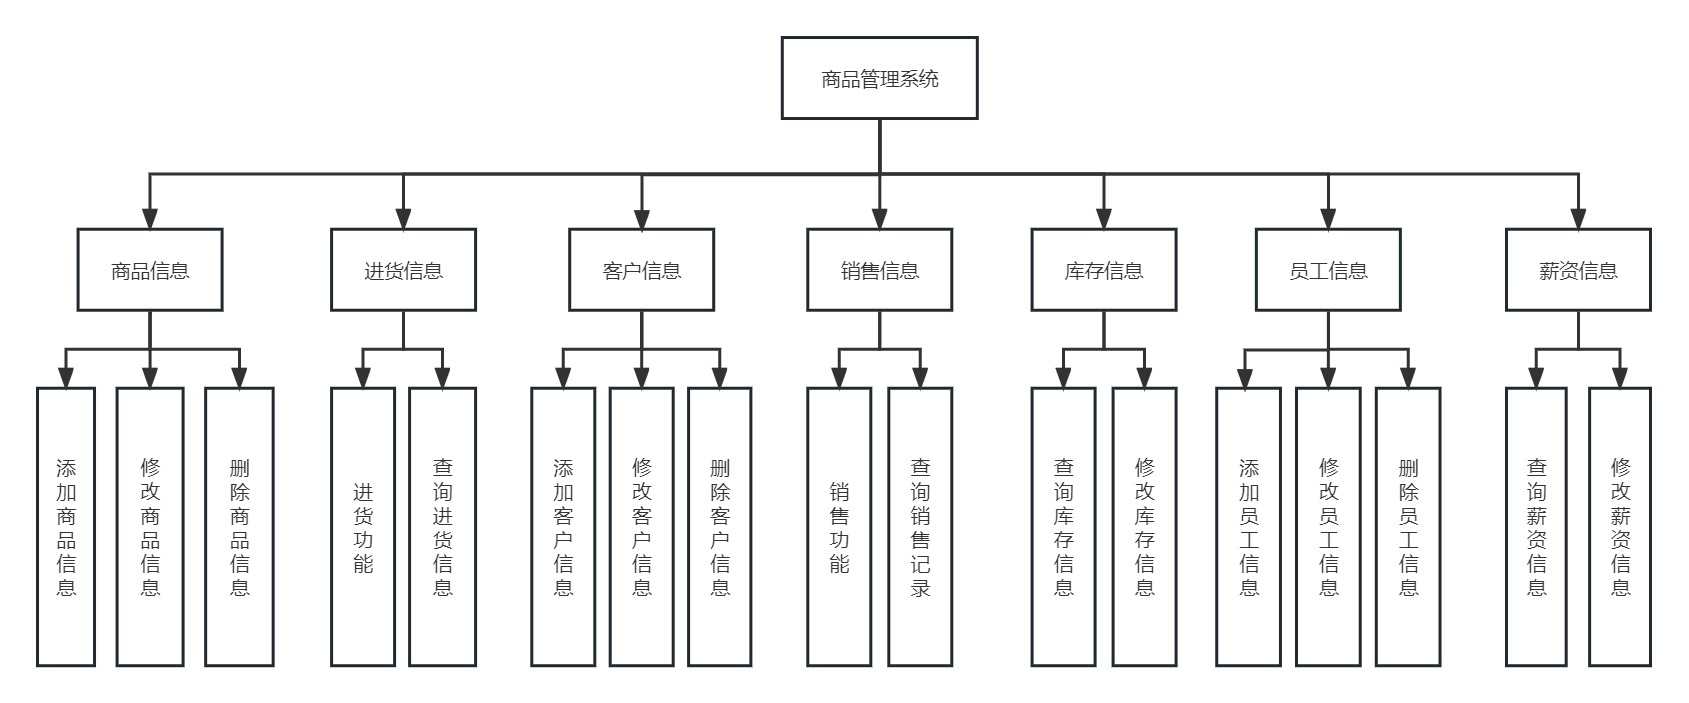 商品管理系统
商品信息
进货信息
客户信息
销售信息
库存信息
员工信息
薪资信息
添加商品信息
修改商品信息
删除商品信息
进货功能
查询进货信息
添加客户信息
修改客户信息
删除客户信息
销售功能
查询销售记录
查询库存信息
修改库存信息
添加员工信息
修改员工信息
删除员工信息
查询薪资信息
修改薪资信息